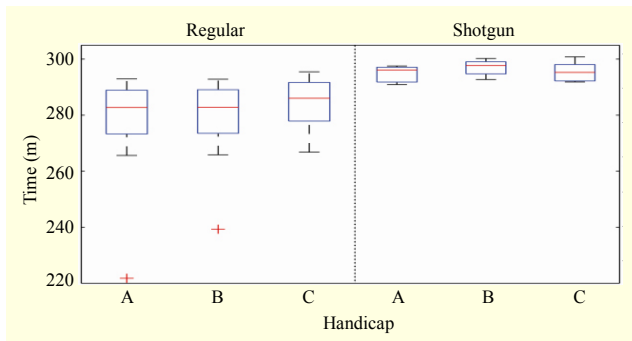 Regular Shotgun
300
280
260
240
220
Time (m)
A B C A B C
Handicap